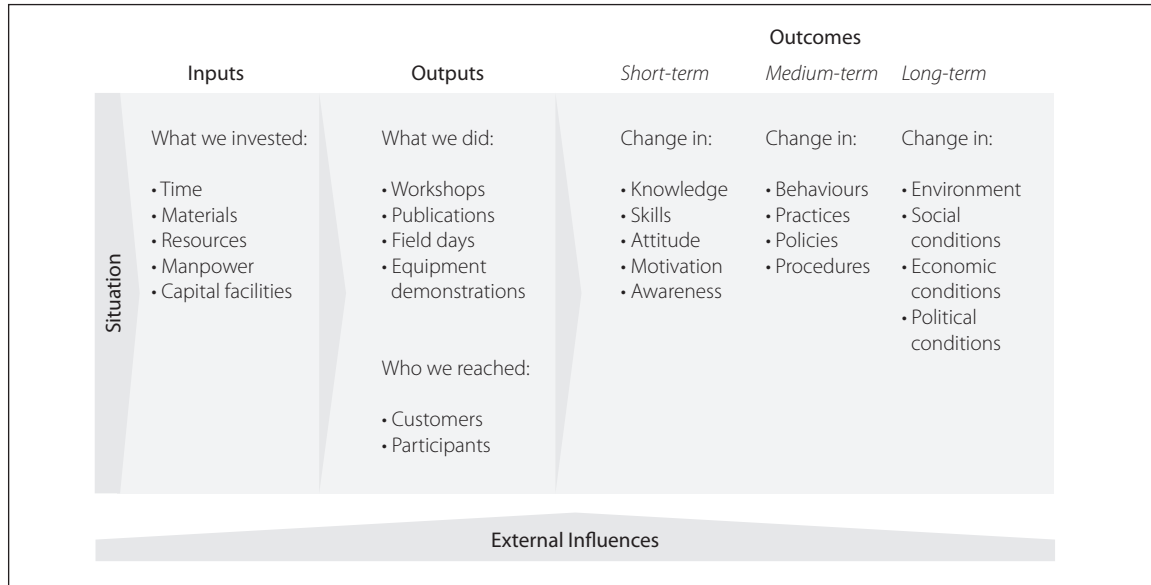 Outcomes
Inputs
Outputs
Short-term
Medium-term
Long-term
Situation
What we invested:
• Time
• Materials
• Resources
• Manpower
• Capital facilities
What we did:
• Workshops
• Publications
• Field days
• Equipment
demonstrations
Who we reached:
• Customers
• Participants
Change in:
• Knowledge
• Skills
• Attitude
• Motivation
• Awareness
Change in:
• Behaviours
• Practices
• Policies
• Procedures
Change in:
• Environment
• Social
conditions
• Economic
conditions
• Political
conditions
External Influences